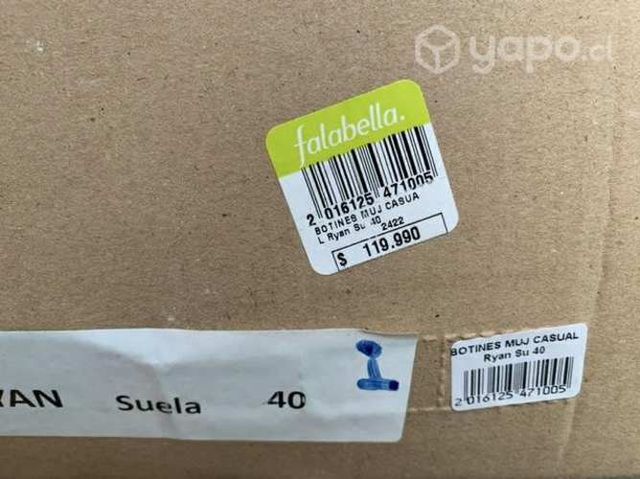 yapo.cl
falabella.
2 016125 471005
BOTINES MUJ CASUA
L Ryan Su 40 2422
$ 119.990
BOTINES MUJ CASUAL
Ryan Su 40
2 016125 471005
YAN Suela 40 1